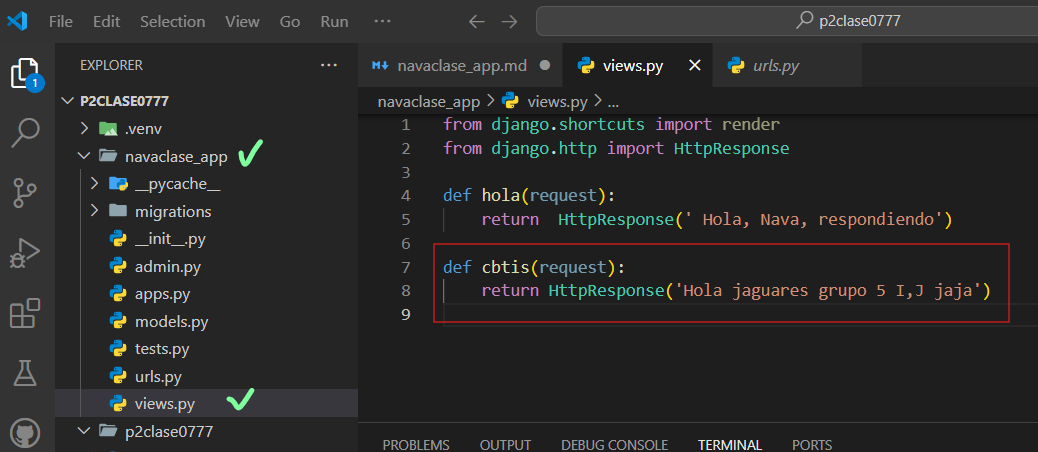 File Edit Selection View Go Run ··· p2clase0777
EXPLORER ···
P2CLASE0777
.venv
navaclase_app
__pycache__
migrations
__init__.py
admin.py
apps.py
models.py
tests.py
urls.py
views.py
p2clase0777
1
navaclase_app.md views.py urls.py
navaclase_app > views.py > ...
1 from django.shortcuts import render
2 from django.http import HttpResponse
3
4 def hola(request):
5 return  HttpResponse(' Hola, Nava, respondiendo')
6
7 def cbtis(request):
8 return HttpResponse('Hola jaguares grupo 5 I,J jaja')
9
PROBLEMS OUTPUT DEBUG CONSOLE TERMINAL PORTS